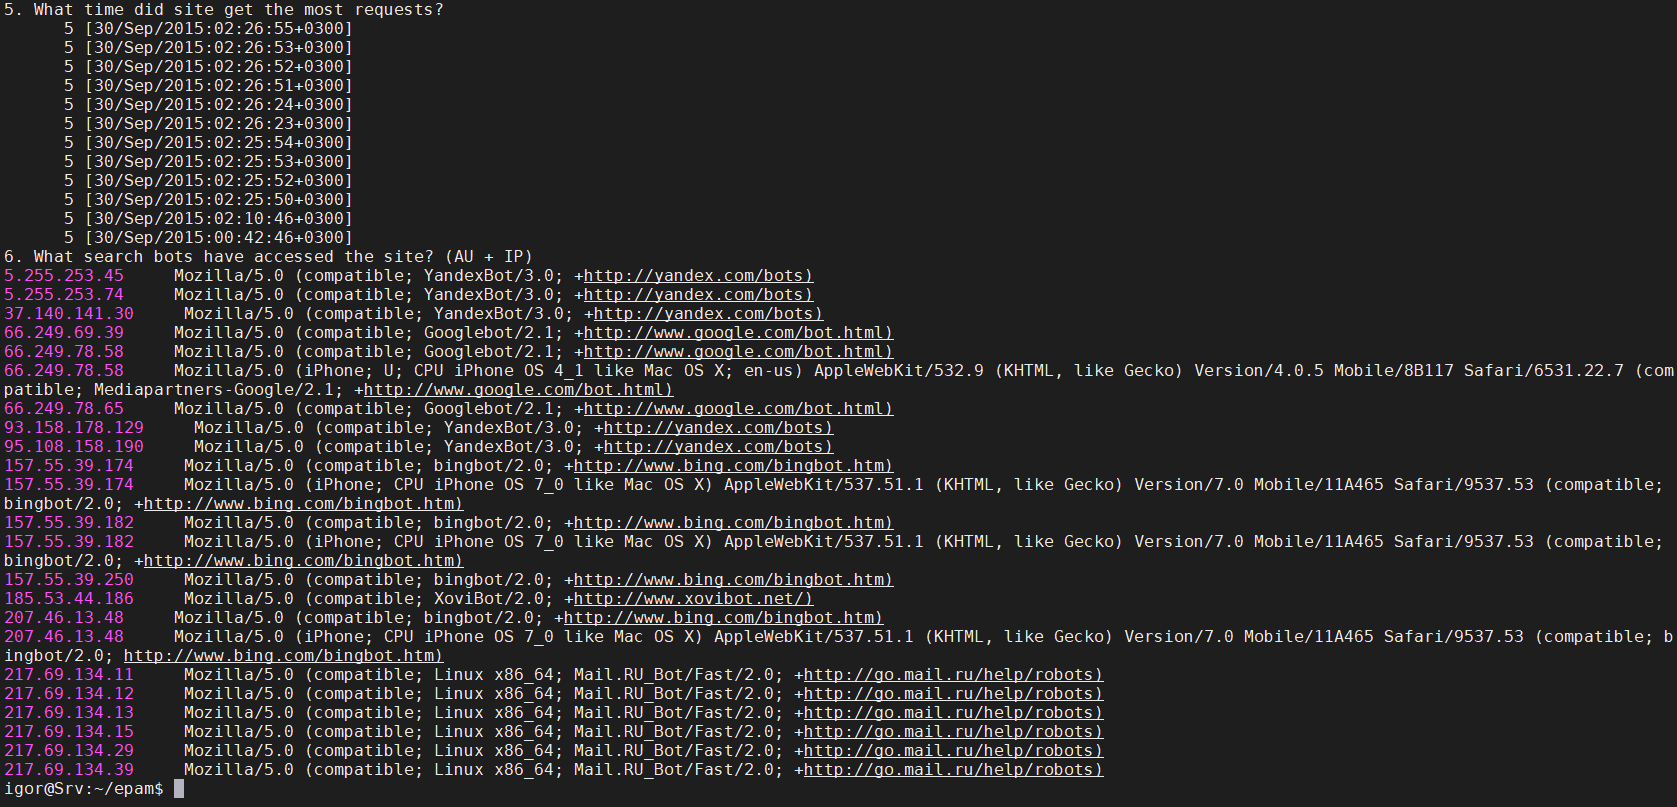 5. What time did site get the most requests?
      5 [30/Sep/2015:02:26:55+0300]
      5 [30/Sep/2015:02:26:53+0300]
      5 [30/Sep/2015:02:26:52+0300]
      5 [30/Sep/2015:02:26:51+0300]
      5 [30/Sep/2015:02:26:24+0300]
      5 [30/Sep/2015:02:26:23+0300]
      5 [30/Sep/2015:02:25:54+0300]
      5 [30/Sep/2015:02:25:53+0300]
      5 [30/Sep/2015:02:25:52+0300]
      5 [30/Sep/2015:02:25:50+0300]
      5 [30/Sep/2015:02:10:46+0300]
      5 [30/Sep/2015:00:42:46+0300]
6. What search bots have accessed the site? (AU + IP)
5.255.253.45     Mozilla/5.0 (compatible; YandexBot/3.0; +http://yandex.com/bots)
5.255.253.74     Mozilla/5.0 (compatible; YandexBot/3.0; +http://yandex.com/bots)
37.140.141.30     Mozilla/5.0 (compatible; YandexBot/3.0; +http://yandex.com/bots)
66.249.69.39     Mozilla/5.0 (compatible; Googlebot/2.1; +http://www.google.com/bot.html)
66.249.78.58     Mozilla/5.0 (compatible; Googlebot/2.1; +http://www.google.com/bot.html)
66.249.78.58     Mozilla/5.0 (iPhone; U; CPU iPhone OS 4_1 like Mac OS X; en-us) AppleWebKit/532.9 (KHTML, like Gecko) Version/4.0.5 Mobile/8B117 Safari/6531.22.7 (com
patible; Mediapartners-Google/2.1; +http://www.google.com/bot.html)
66.249.78.65     Mozilla/5.0 (compatible; Googlebot/2.1; +http://www.google.com/bot.html)
93.158.178.129     Mozilla/5.0 (compatible; YandexBot/3.0; +http://yandex.com/bots)
95.108.158.190     Mozilla/5.0 (compatible; YandexBot/3.0; +http://yandex.com/bots)
157.55.39.174     Mozilla/5.0 (compatible; bingbot/2.0; +http://www.bing.com/bingbot.htm)
157.55.39.174     Mozilla/5.0 (iPhone; CPU iPhone OS 7_0 like Mac OS X) AppleWebKit/537.51.1 (KHTML, like Gecko) Version/7.0 Mobile/11A465 Safari/9537.53 (compatible;
bingbot/2.0; +http://www.bing.com/bingbot.htm)
157.55.39.182     Mozilla/5.0 (compatible; bingbot/2.0; +http://www.bing.com/bingbot.htm)
157.55.39.182     Mozilla/5.0 (iPhone; CPU iPhone OS 7_0 like Mac OS X) AppleWebKit/537.51.1 (KHTML, like Gecko) Version/7.0 Mobile/11A465 Safari/9537.53 (compatible;
bingbot/2.0; +http://www.bing.com/bingbot.htm)
157.55.39.250     Mozilla/5.0 (compatible; bingbot/2.0; +http://www.bing.com/bingbot.htm)
185.53.44.186     Mozilla/5.0 (compatible; XoviBot/2.0; +http://www.xovibot.net/)
207.46.13.48     Mozilla/5.0 (compatible; bingbot/2.0; +http://www.bing.com/bingbot.htm)
207.46.13.48     Mozilla/5.0 (iPhone; CPU iPhone OS 7_0 like Mac OS X) AppleWebKit/537.51.1 (KHTML, like Gecko) Version/7.0 Mobile/11A465 Safari/9537.53 (compatible; b
ingbot/2.0; http://www.bing.com/bingbot.htm)
217.69.134.11     Mozilla/5.0 (compatible; Linux x86_64; Mail.RU_Bot/Fast/2.0; +http://go.mail.ru/help/robots)
217.69.134.12     Mozilla/5.0 (compatible; Linux x86_64; Mail.RU_Bot/Fast/2.0; +http://go.mail.ru/help/robots)
217.69.134.13     Mozilla/5.0 (compatible; Linux x86_64; Mail.RU_Bot/Fast/2.0; +http://go.mail.ru/help/robots)
217.69.134.15     Mozilla/5.0 (compatible; Linux x86_64; Mail.RU_Bot/Fast/2.0; +http://go.mail.ru/help/robots)
217.69.134.29     Mozilla/5.0 (compatible; Linux x86_64; Mail.RU_Bot/Fast/2.0; +http://go.mail.ru/help/robots)
217.69.134.39     Mozilla/5.0 (compatible; Linux x86_64; Mail.RU_Bot/Fast/2.0; +http://go.mail.ru/help/robots)
igor@Srv:~/epam$